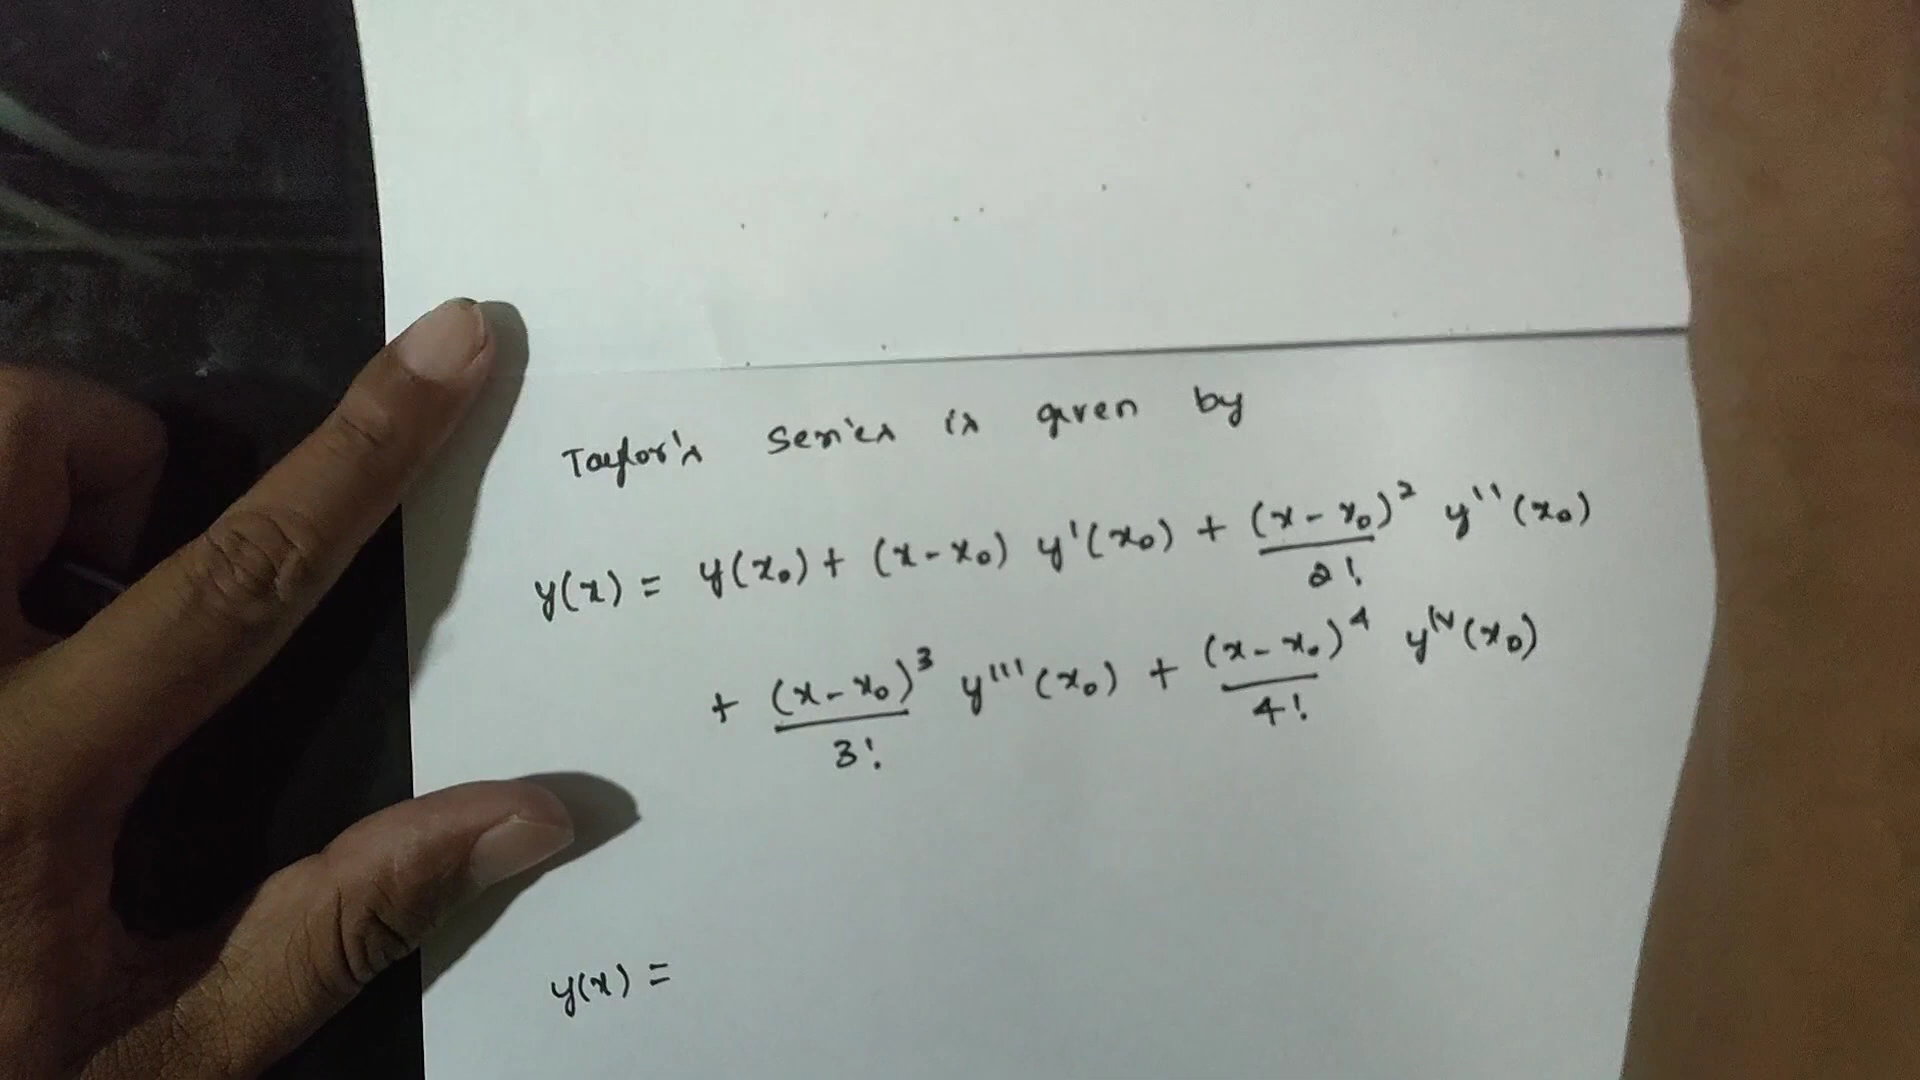 Taylor's series is given by
y(x) = y(x₀) + (x - x₀) y'(x₀) + (x - x₀)²/2! y''(x₀)
+ (x - x₀)³/3! y'''(x₀) + (x - x₀)⁴/4! yⁱᵛ(x₀)
y(x) =